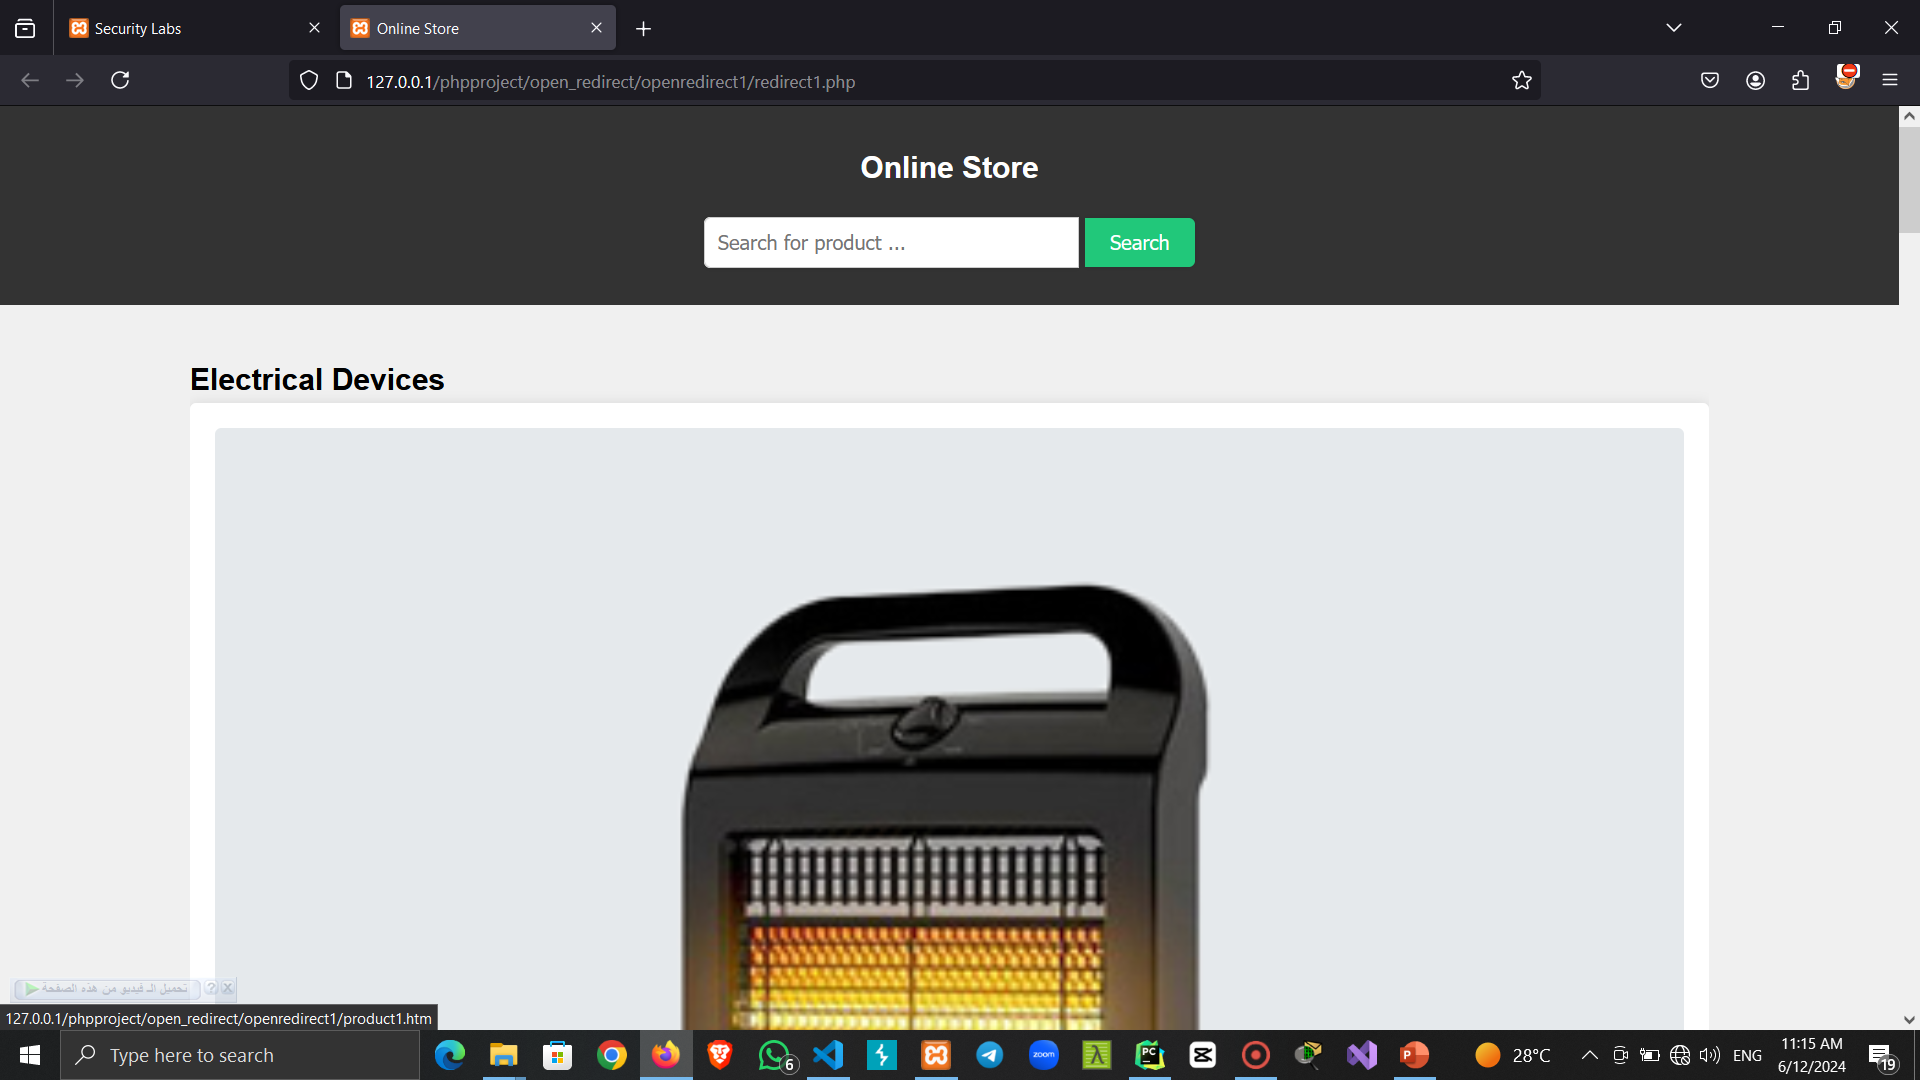 Security Labs
Online Store
127.0.0.1/phpproject/open_redirect/openredirect1/redirect1.php
Online Store
Search for product ...
Search
Electrical Devices
تحميل الـ فيديو من هذه الصفحة
? X
127.0.0.1/phpproject/open_redirect/openredirect1/product1.htm
Type here to search
6
zoom
PC
P
28°C
ENG
11:15 AM
6/12/2024
19